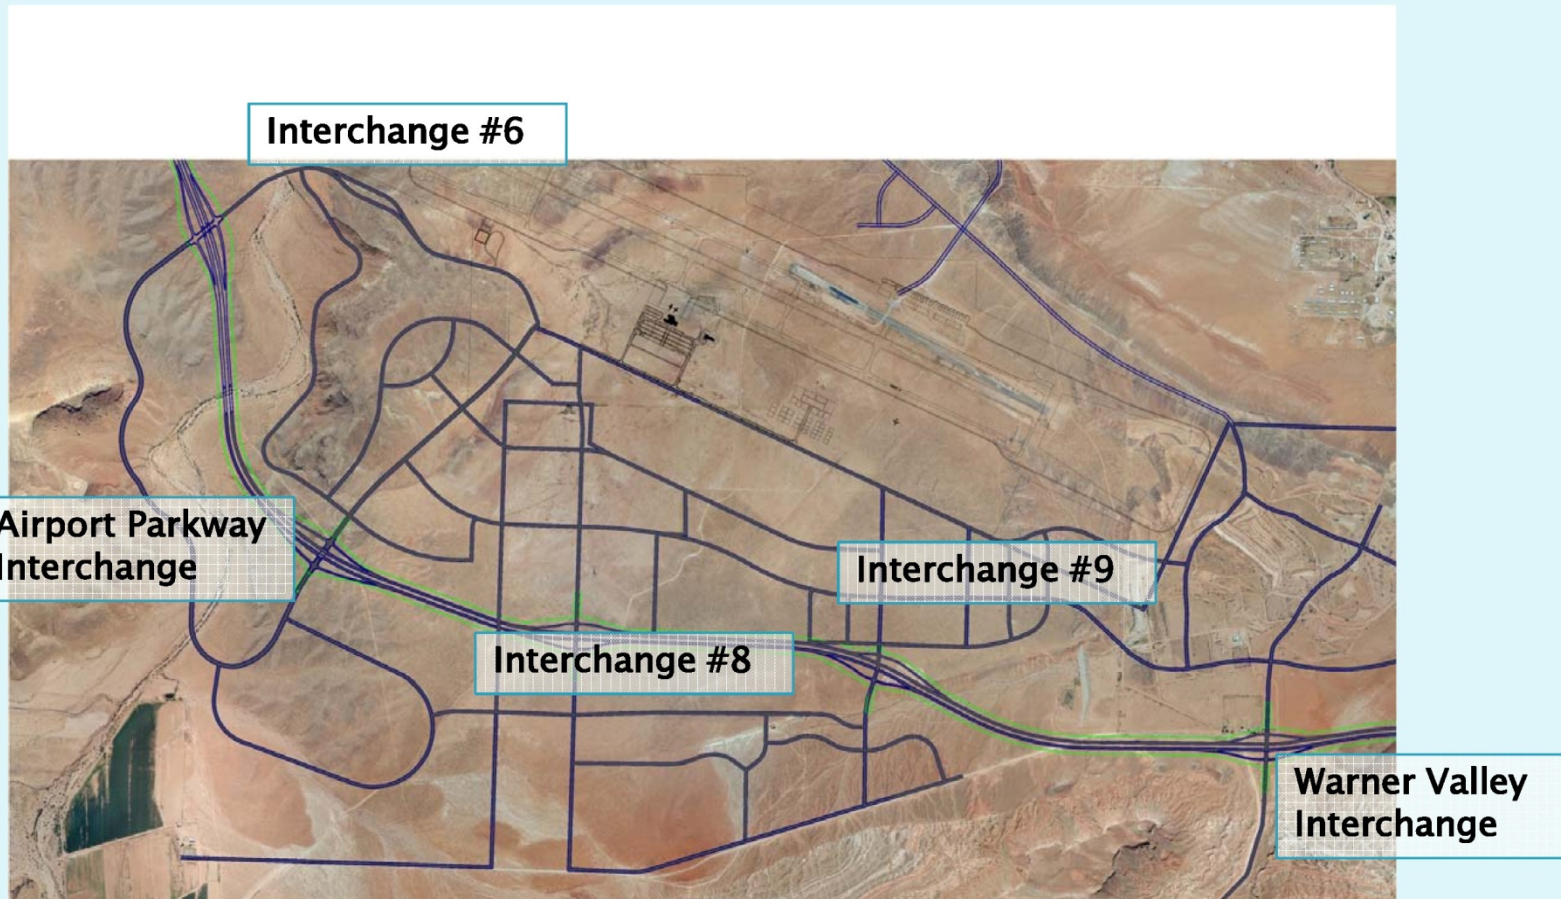 Interchange #6
Airport Parkway
Interchange
Interchange #9
Interchange #8
Warner Valley
Interchange